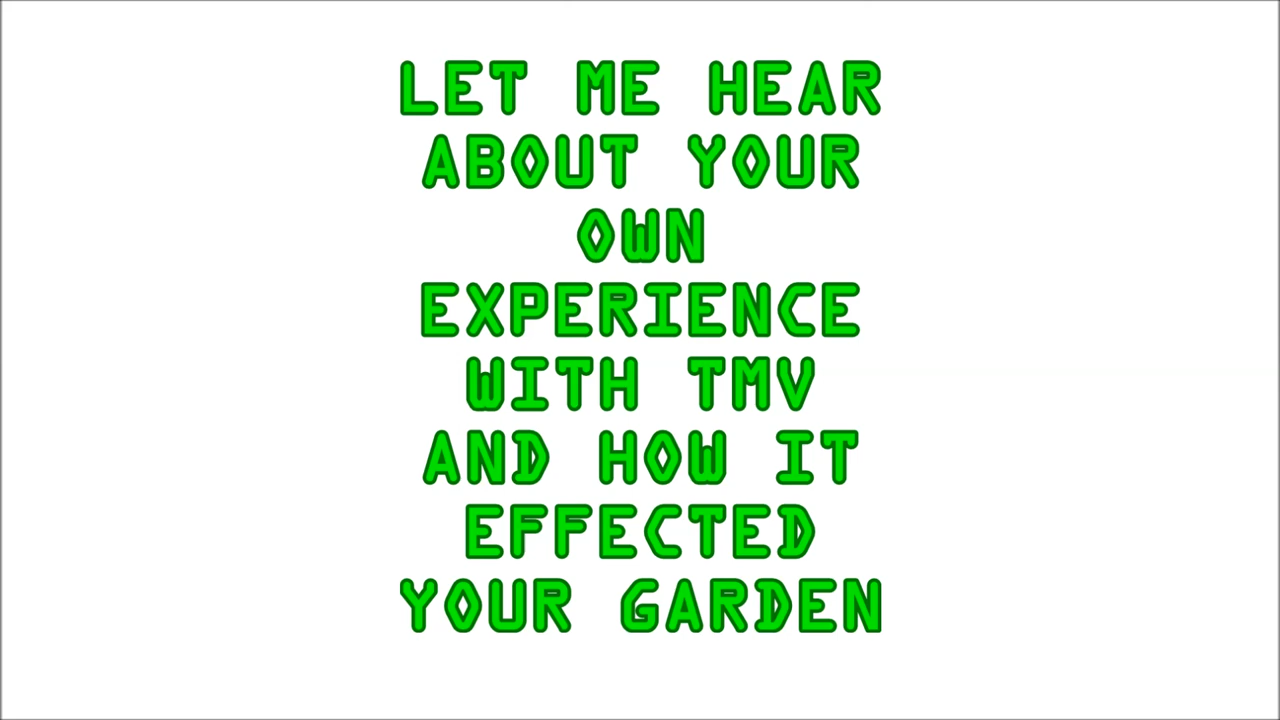 LET ME HEAR
ABOUT YOUR
OWN
EXPERIENCE
WITH TMV
AND HOW IT
EFFECTED
YOUR GARDEN